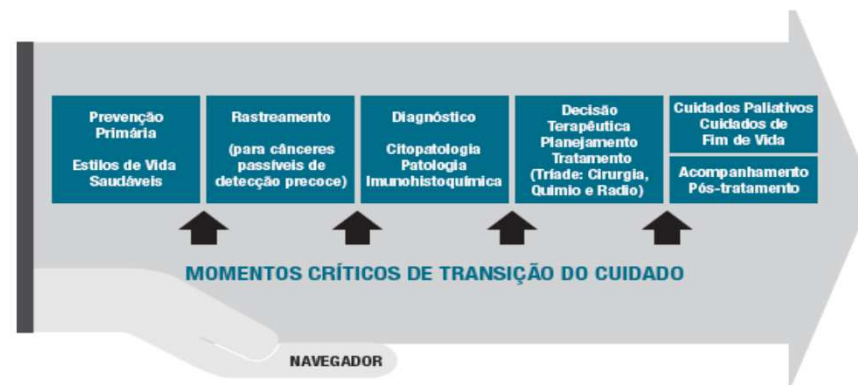 Prevenção
Primária
Estilos de Vida
Saudáveis
Rastreamento
(para cânceres
passíveis de
detecção precoce)
Diagnóstico
Citopatologia
Patologia
Imunohistoquímica
Decisão
Terapêutica
Planejamento
Tratamento
(Tríade: Cirurgia,
Quimio e Radio)
Cuidados Paliativos
Cuidados de
Fim de Vida
Acompanhamento
Pós-tratamento
MOMENTOS CRÍTICOS DE TRANSIÇÃO DO CUIDADO
NAVEGADOR